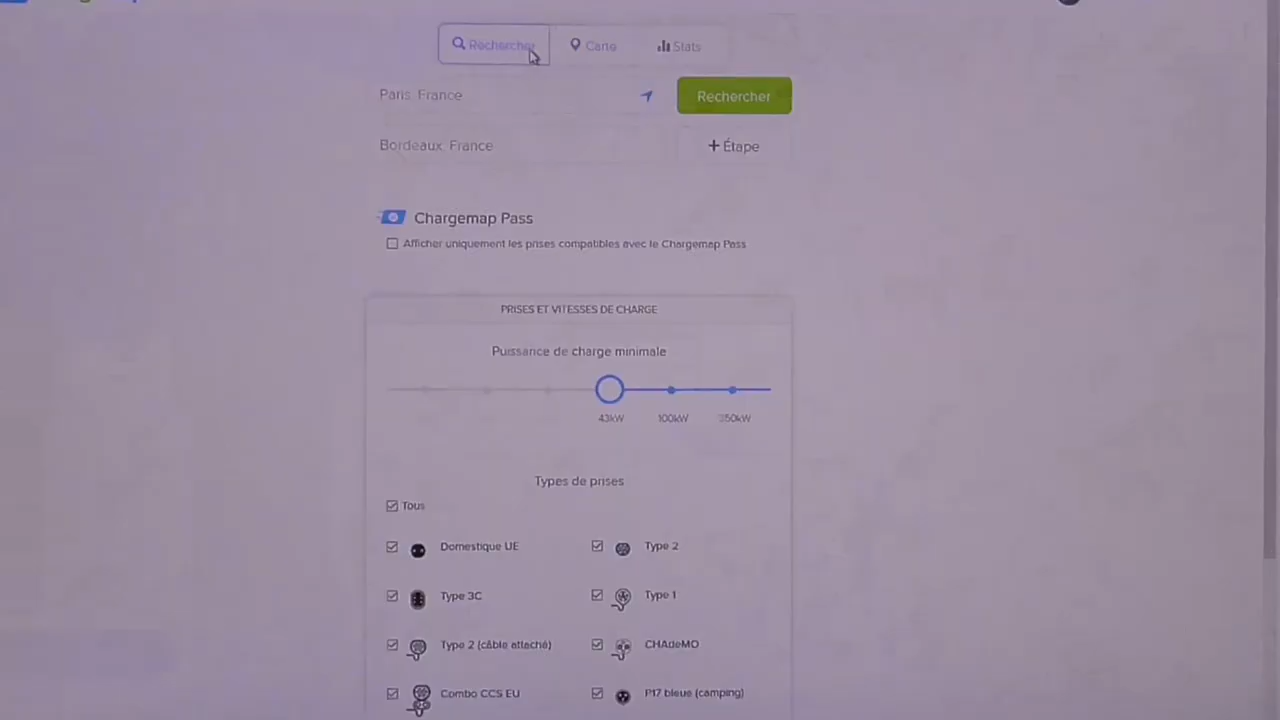 Rechercher Carte Stats
Paris, France Rechercher
Bordeaux, France + Étape
Chargemap Pass
Afficher uniquement les prises compatibles avec le Chargemap Pass
PRISES ET VITESSES DE CHARGE
Puissance de charge minimale
43kW 100kW 350kW
Types de prises
Tous
Domestique UE Type 2
Type 3C Type 1
Type 2 (câble attaché) CHAdeMO
Combo CCS EU P17 bleue (camping)